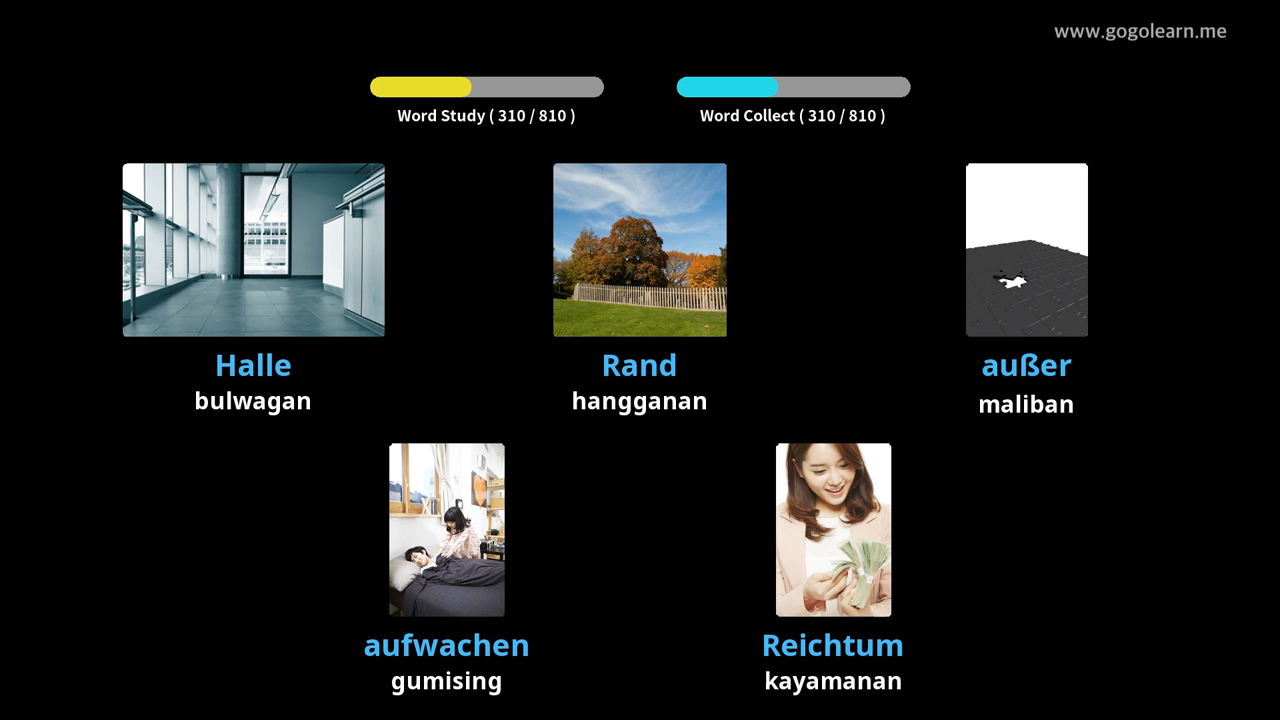 www.gogolearn.me
Word Study ( 310 / 810 )
Word Collect ( 310 / 810 )
Halle
bulwagan
Rand
hangganan
außer
maliban
aufwachen
gumising
Reichtum
kayamanan